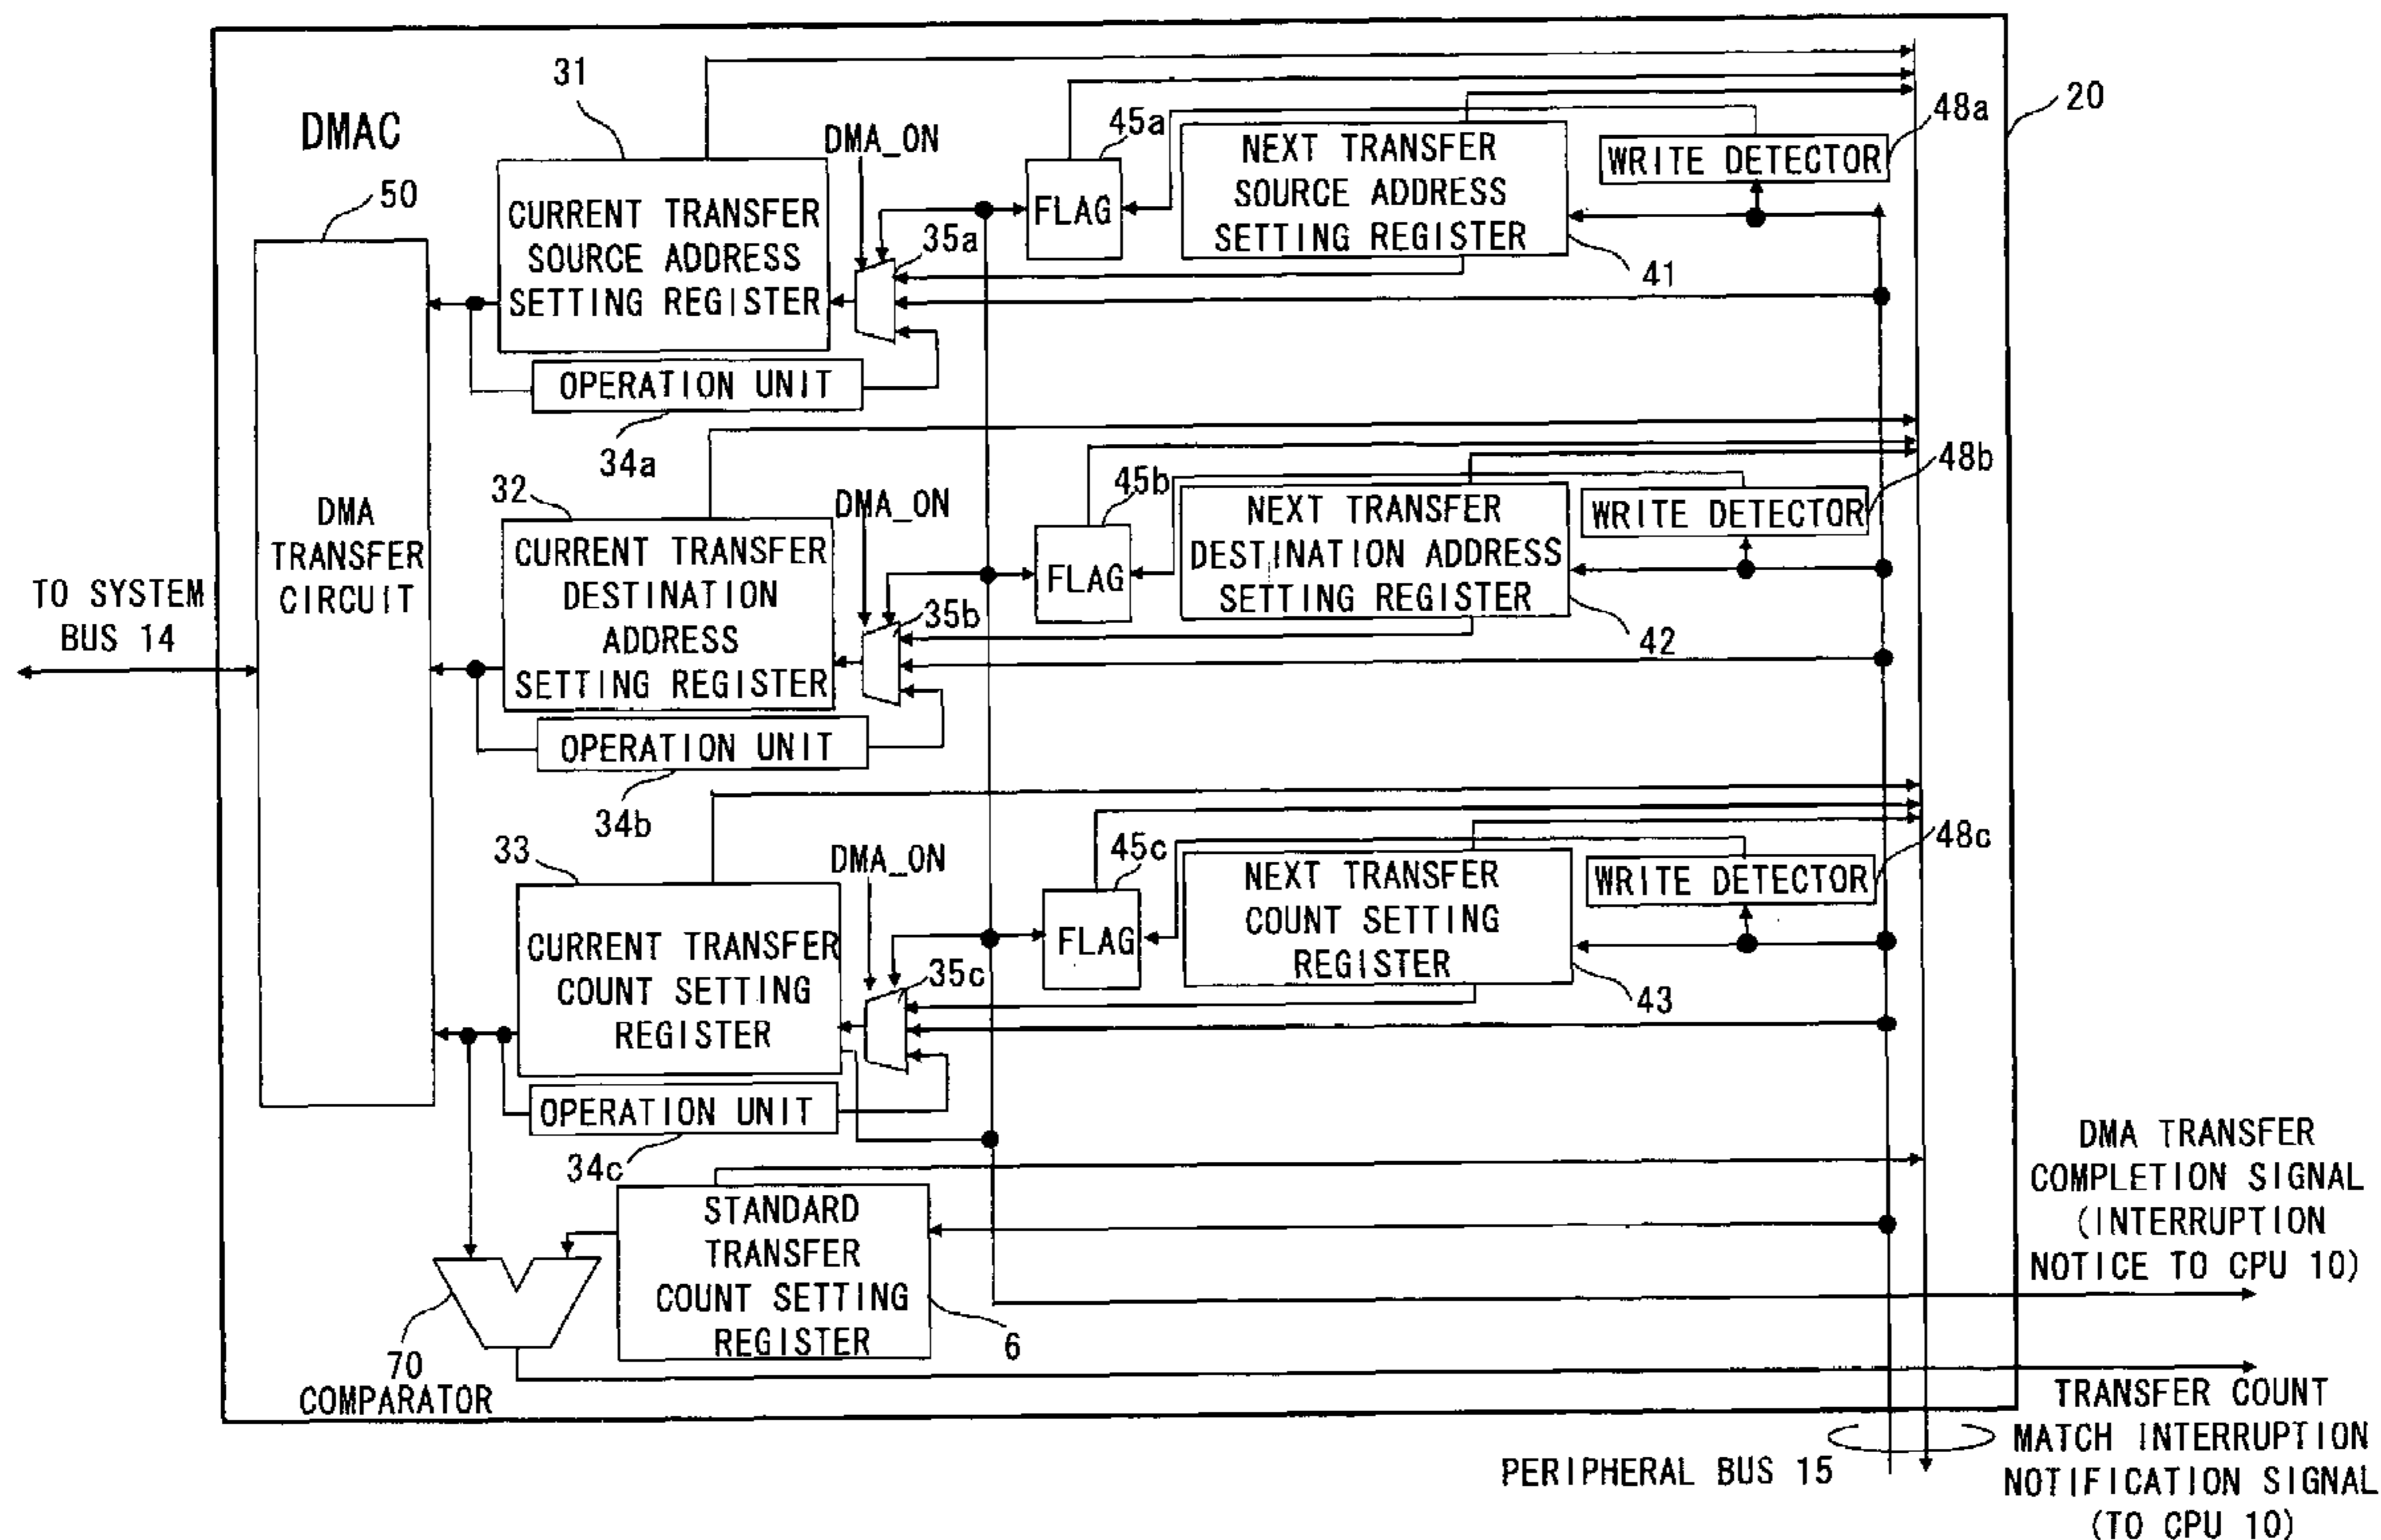 DMAC
31
DMA_ON
45a
48a
20
50
CURRENT TRANSFER
SOURCE ADDRESS
SETTING REGISTER
35a
FLAG
NEXT TRANSFER
SOURCE ADDRESS
SETTING REGISTER
WRITE DETECTOR
41
OPERATION UNIT
34a
32
DMA_ON
45b
48b
DMA
TRANSFER
CIRCUIT
TO SYSTEM
BUS 14
CURRENT TRANSFER
DESTINATION
ADDRESS
SETTING REGISTER
35b
FLAG
NEXT TRANSFER
DESTINATION ADDRESS
SETTING REGISTER
WRITE DETECTOR
42
OPERATION UNIT
34b
33
DMA_ON
45c
48c
CURRENT TRANSFER
COUNT SETTING
REGISTER
35c
FLAG
NEXT TRANSFER
COUNT SETTING
REGISTER
WRITE DETECTOR
43
OPERATION UNIT
34c
STANDARD
TRANSFER
COUNT SETTING
REGISTER
6
70
COMPARATOR
DMA TRANSFER
COMPLETION SIGNAL
(INTERRUPTION
NOTICE TO CPU 10)
TRANSFER COUNT
MATCH INTERRUPTION
NOTIFICATION SIGNAL
(TO CPU 10)
PERIPHERAL BUS 15